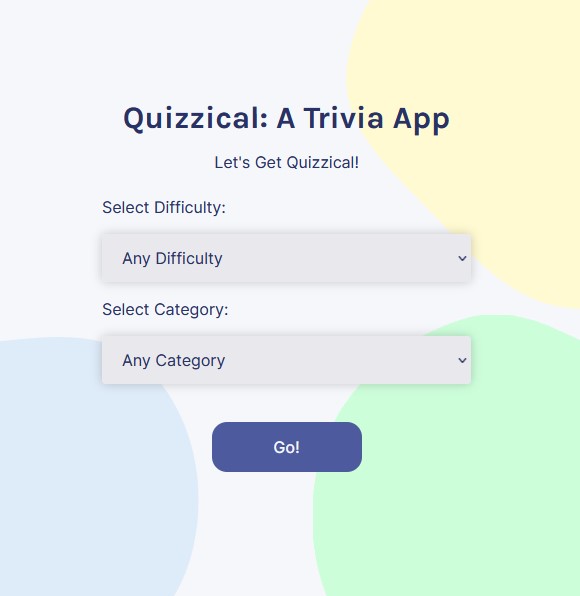 Quizzical: A Trivia App
Let's Get Quizzical!
Select Difficulty:
Any Difficulty
Select Category:
Any Category
Go!